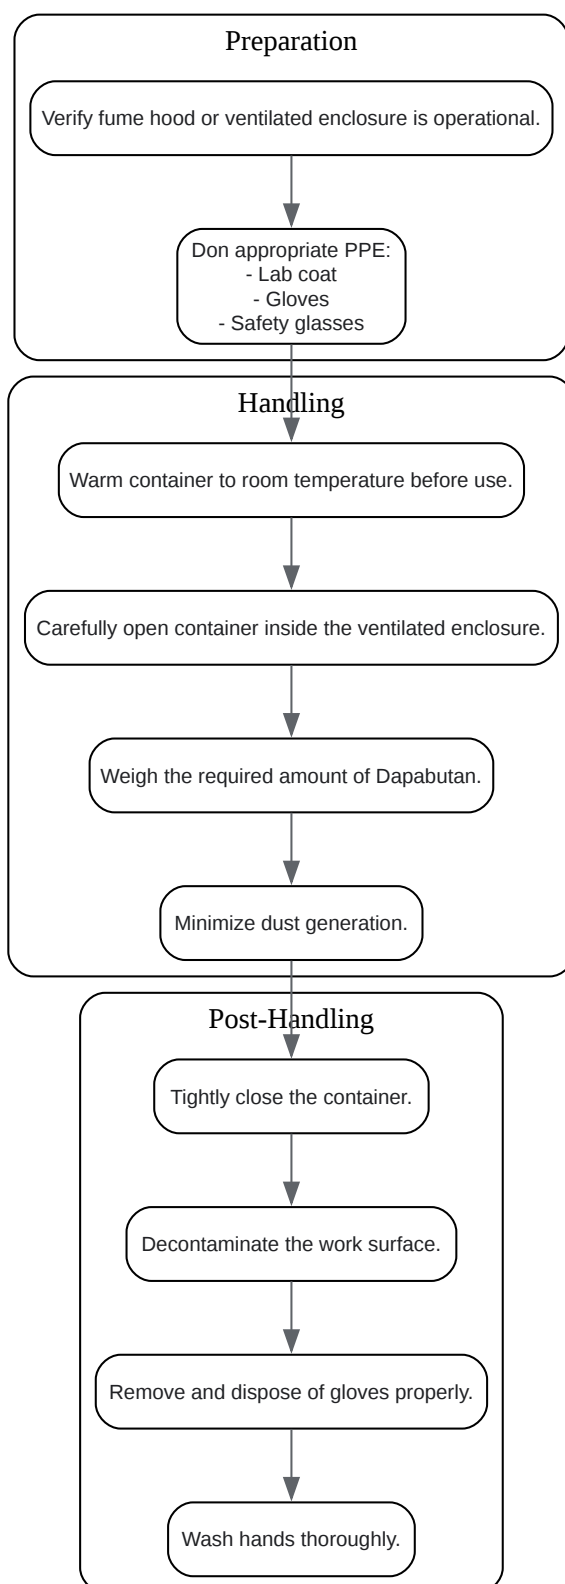 Preparation
Verify fume hood or ventilated enclosure is operational.
Don appropriate PPE:
- Lab coat
- Gloves
- Safety glasses
Handling
Warm container to room temperature before use.
Carefully open container inside the ventilated enclosure.
Weigh the required amount of Dapabutan.
Minimize dust generation.
Post-Handling
Tightly close the container.
Decontaminate the work surface.
Remove and dispose of gloves properly.
Wash hands thoroughly.